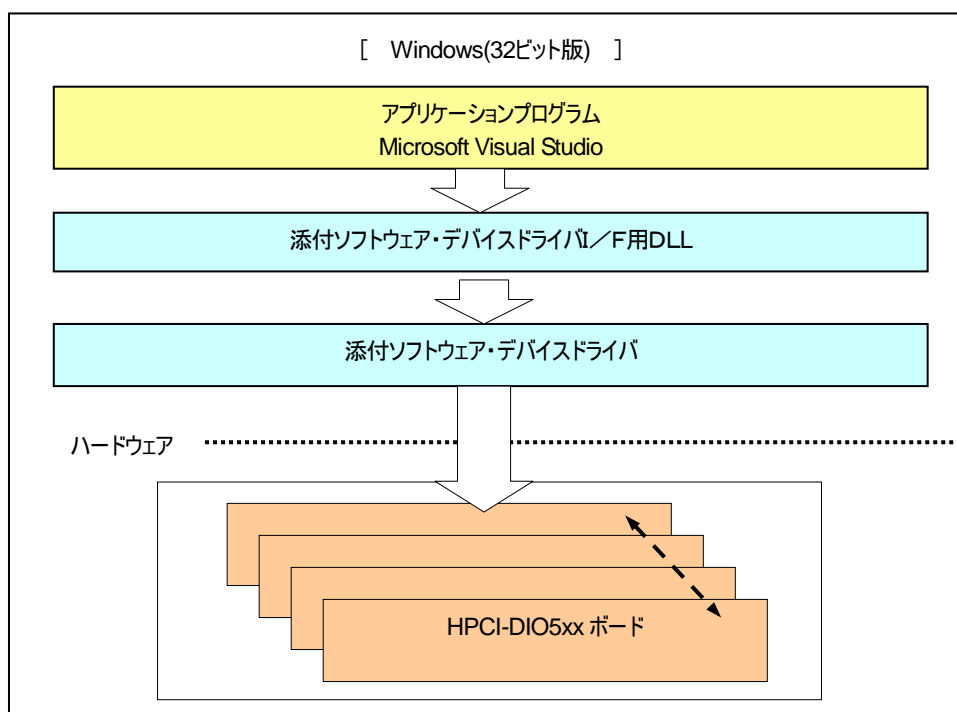 [ Windows(32ビット版) ]
アプリケーションプログラム
Microsoft Visual Studio
添付ソフトウェア・デバイスドライバI/F用DLL
添付ソフトウェア・デバイスドライバ
ハードウェア
HPCI-DIO5xx ボード